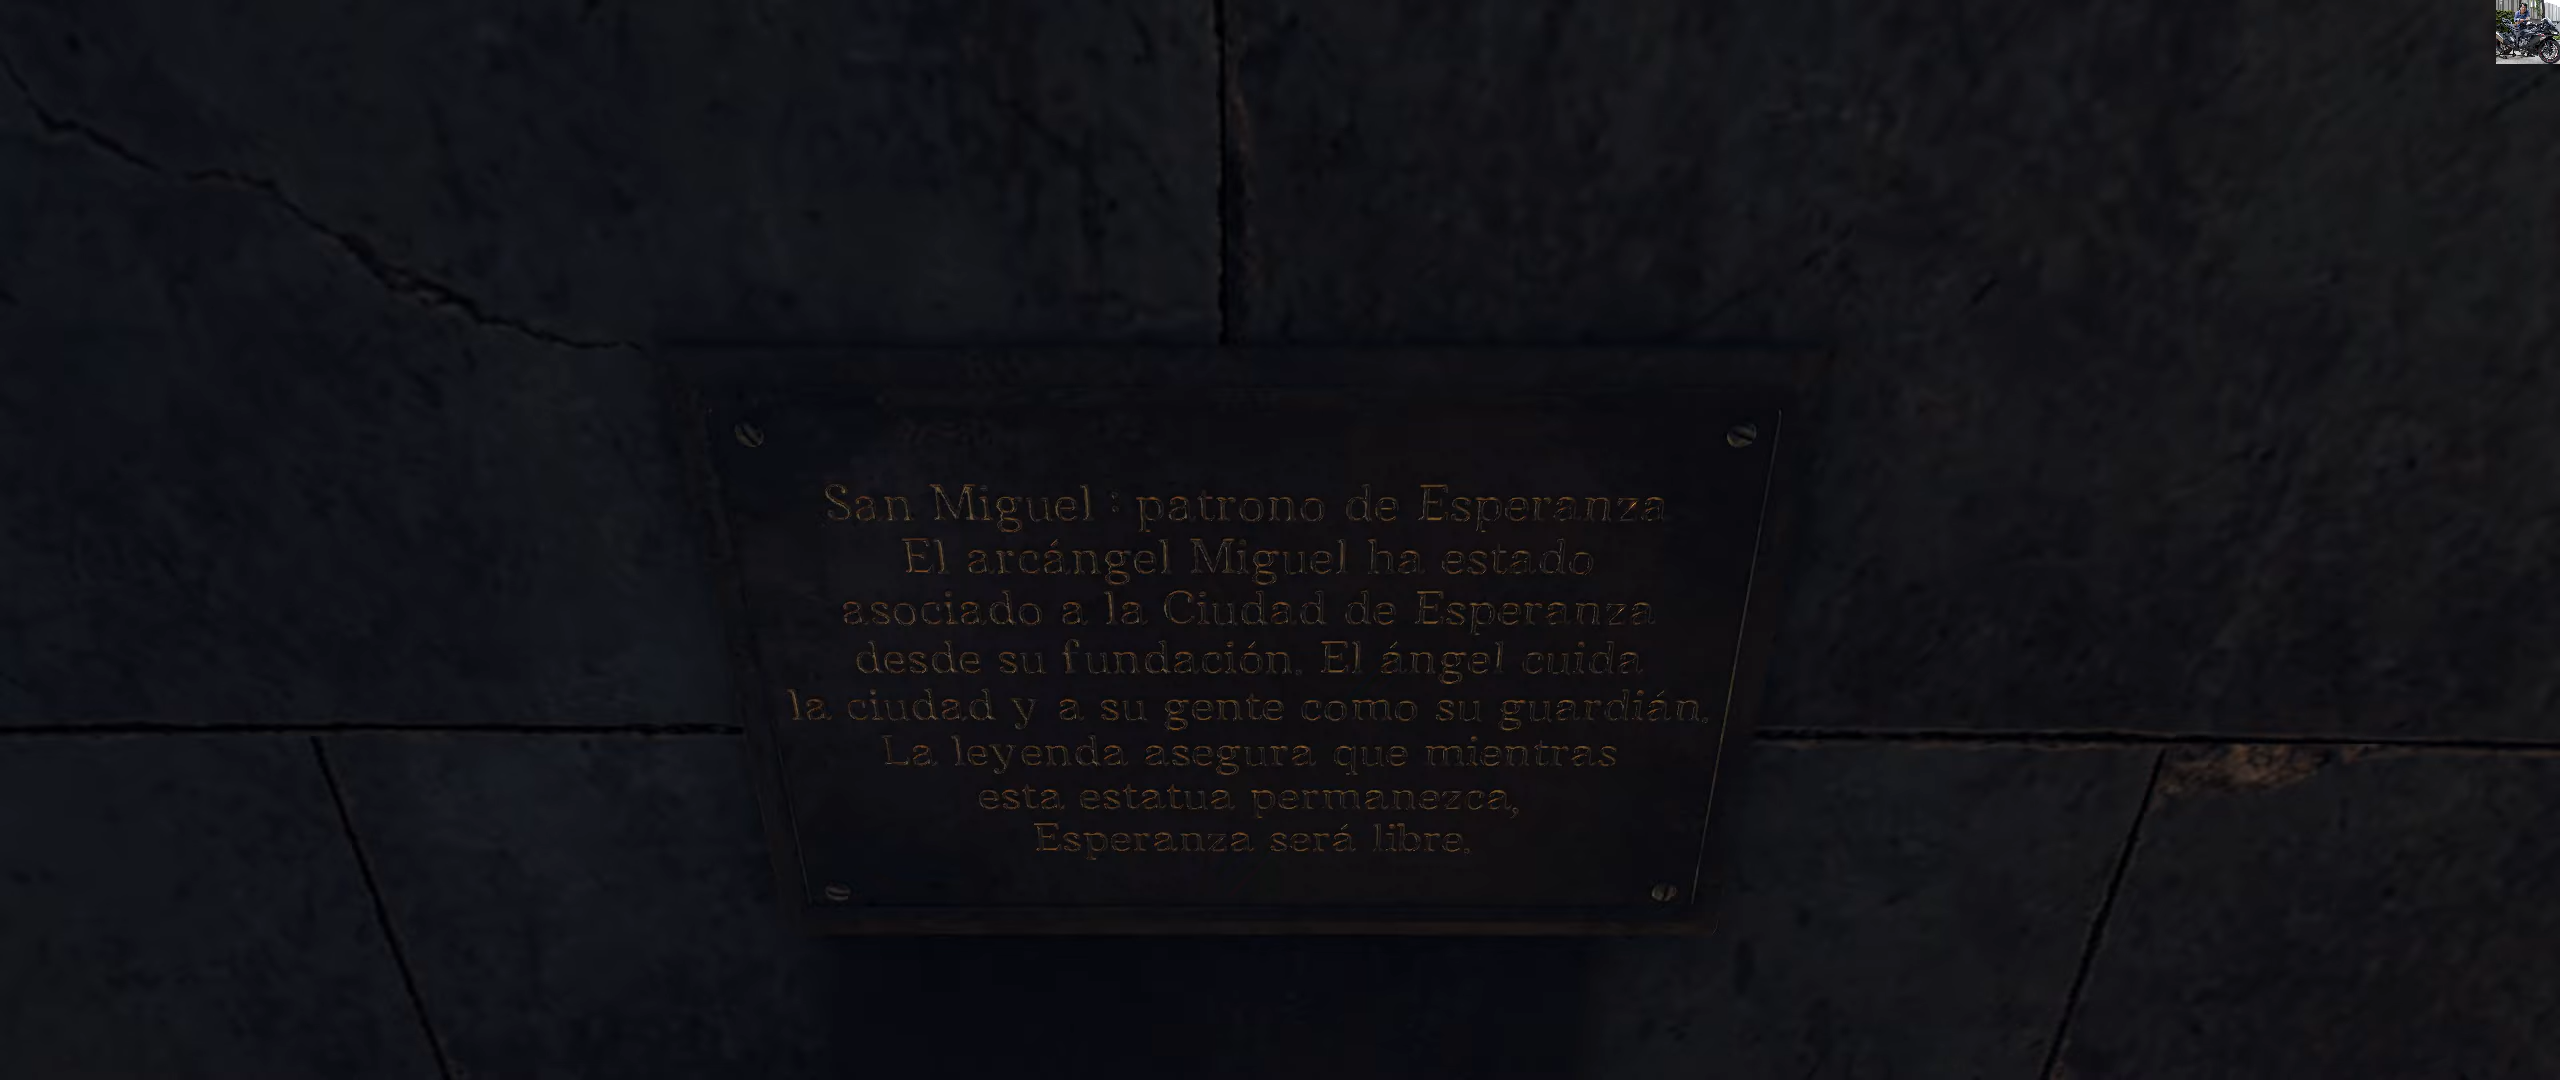 San Miguel : patrono de Esperanza
El arcángel Miguel ha estado
asociado a la Ciudad de Esperanza
desde su fundación. El ángel cuida
la ciudad y a su gente como su guardián.
La leyenda asegura que mientras
esta estatua permanezca,
Esperanza será libre.